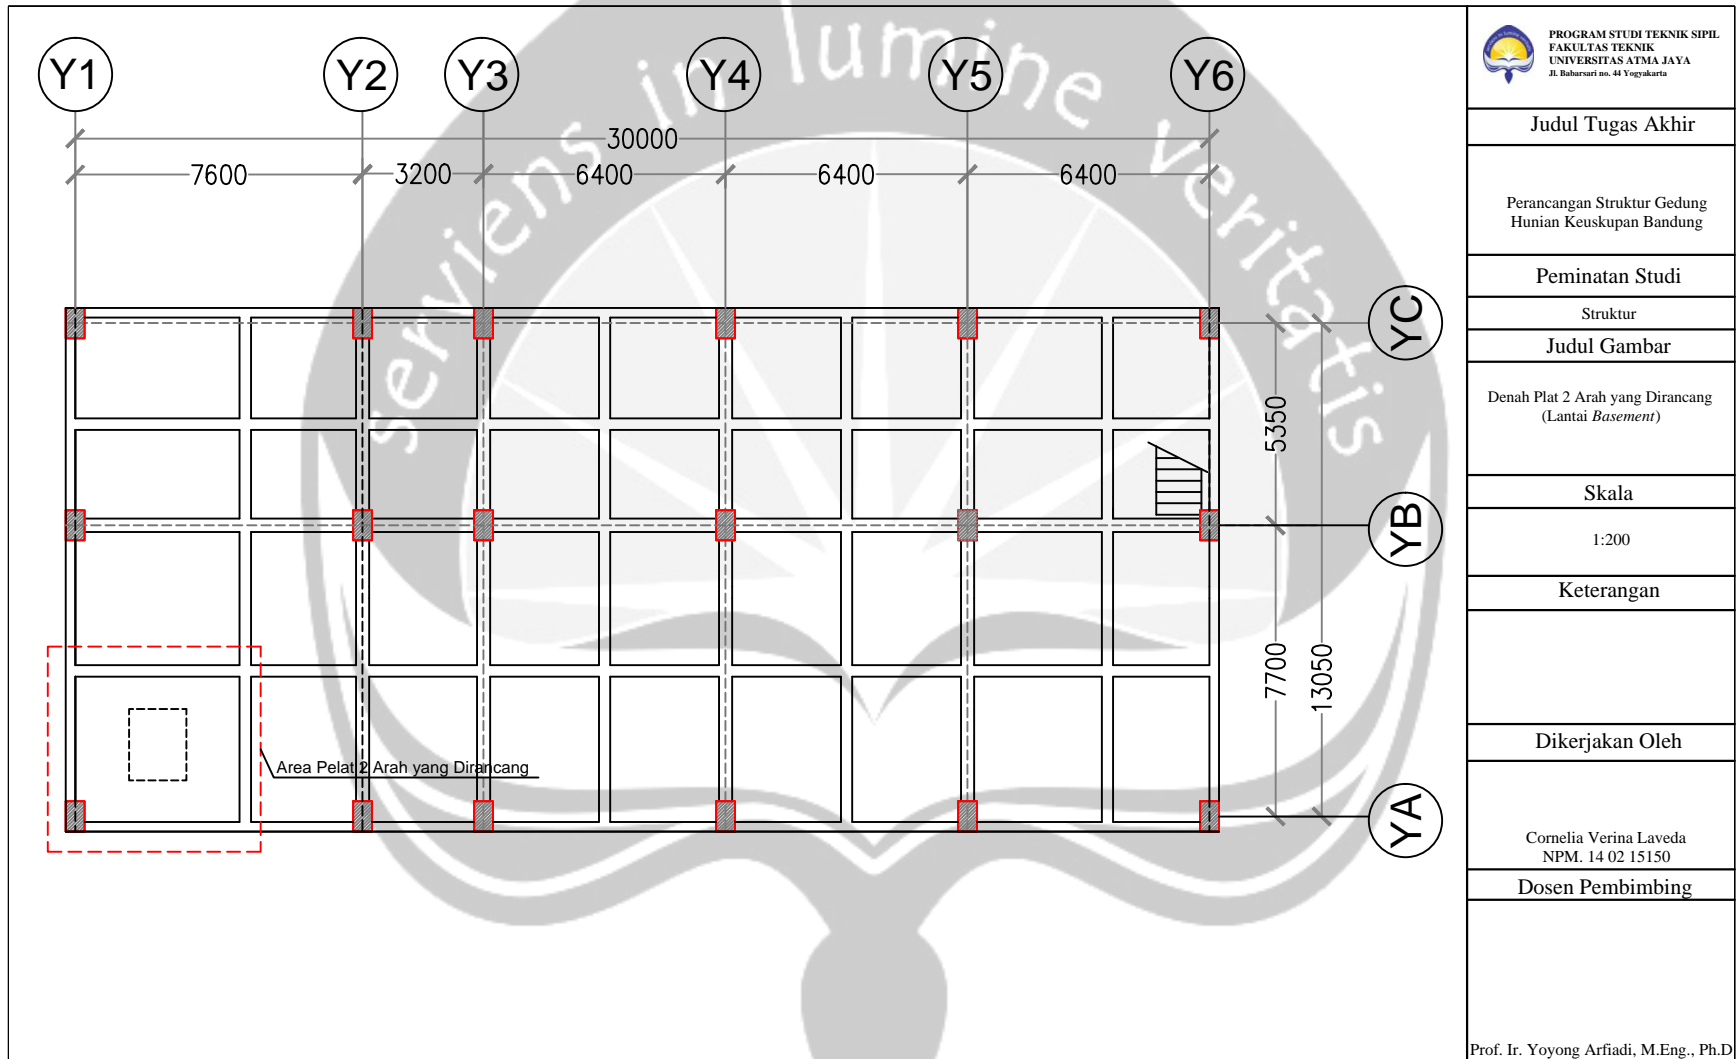 serviens in lumine veritatis
Y1
Y2
Y3
Y4
Y5
Y6
30000
7600
3200
6400
6400
6400
YC
5350
YB
7700
13050
YA
Area Pelat 2 Arah yang Dirancang
PROGRAM STUDI TEKNIK SIPIL
FAKULTAS TEKNIK
UNIVERSITAS ATMA JAYA
Jl. Babarsari no. 44 Yogyakarta
Judul Tugas Akhir
Perancangan Struktur Gedung
Hunian Keuskupan Bandung
Peminatan Studi
Struktur
Judul Gambar
Denah Plat 2 Arah yang Dirancang
(Lantai Basement)
Skala
1:200
Keterangan
Dikerjakan Oleh
Cornelia Verina Laveda
NPM. 14 02 15150
Dosen Pembimbing
Prof. Ir. Yoyong Arfiadi, M.Eng., Ph.D